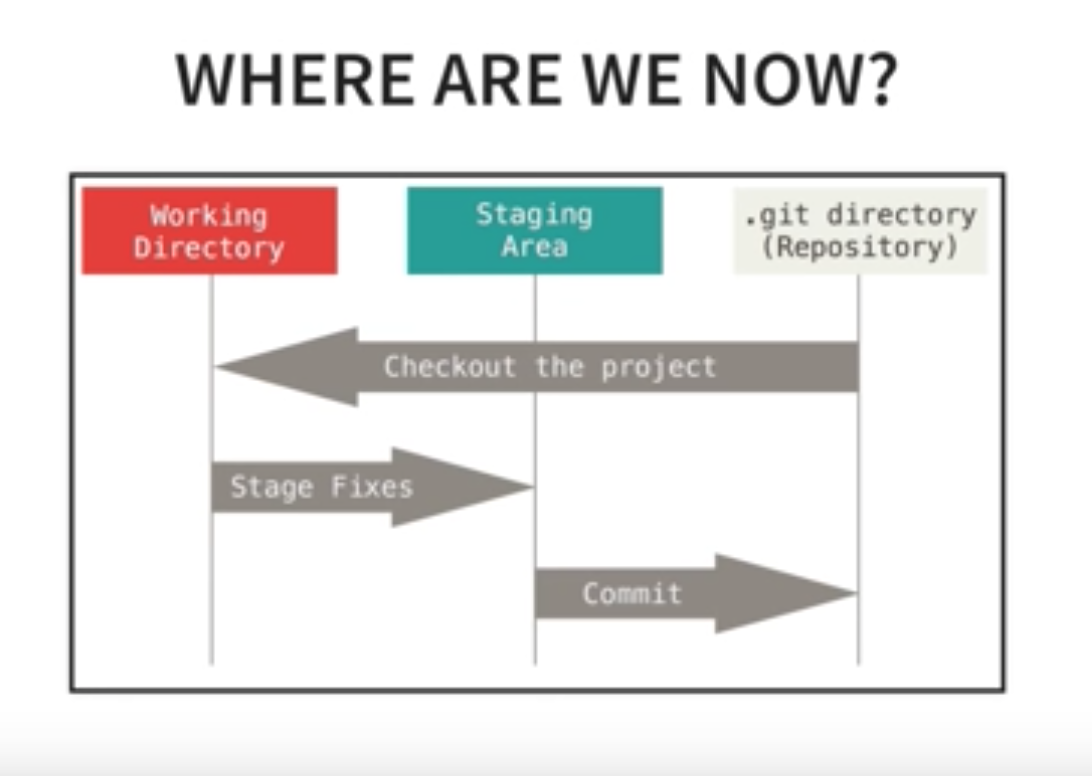 WHERE ARE WE NOW?
Working
Directory
Staging
Area
.git directory
(Repository)
Checkout the project
Stage Fixes
Commit